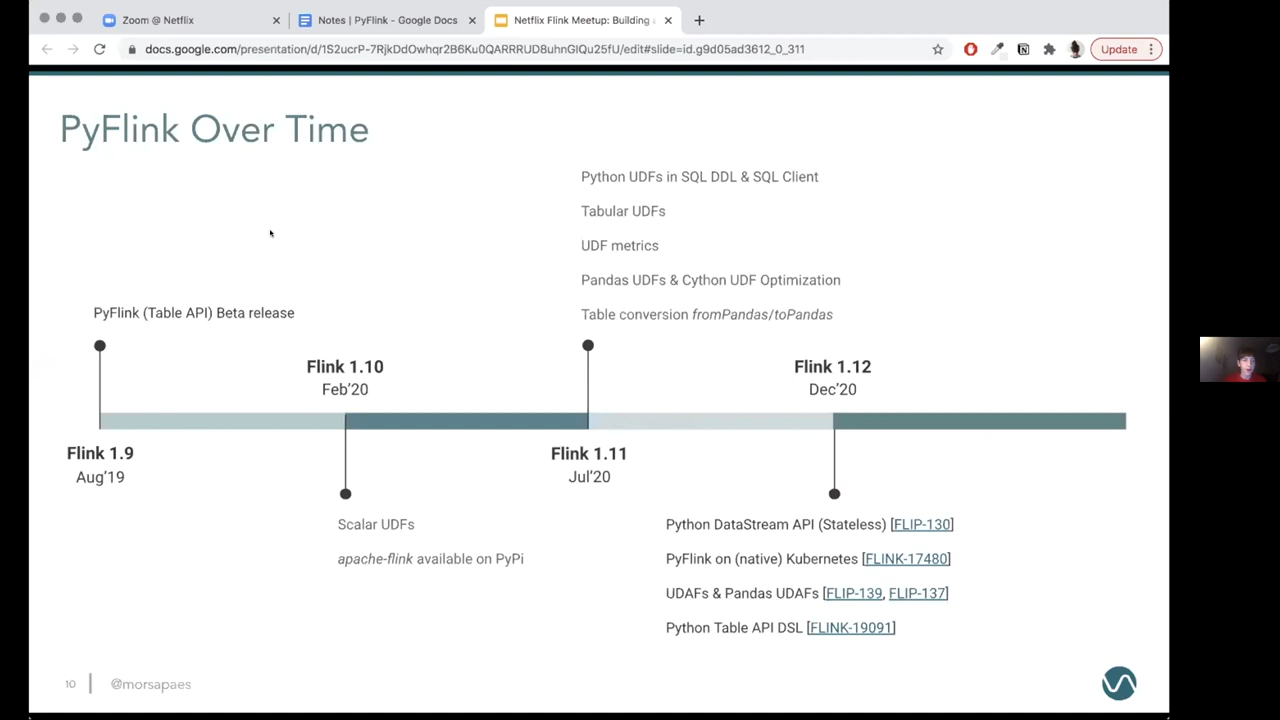 Zoom @ Netflix
Notes | PyFlink - Google Docs
Netflix Flink Meetup: Building
docs.google.com/presentation/d/1S2ucrP-7RjkDdOwhqr2B6Ku0QARRRUD8uhnGlQu25fU/edit#slide=id.g9d05ad3612_0_311
Update
PyFlink Over Time
Python UDFs in SQL DDL & SQL Client
Tabular UDFs
UDF metrics
Pandas UDFs & Cython UDF Optimization
Table conversion fromPandas/toPandas
PyFlink (Table API) Beta release
Flink 1.10
Feb'20
Flink 1.12
Dec'20
Flink 1.9
Aug'19
Flink 1.11
Jul'20
Scalar UDFs
apache-flink available on PyPi
Python DataStream API (Stateless) [FLIP-130]
PyFlink on (native) Kubernetes [FLINK-17480]
UDAFs & Pandas UDAFs [FLIP-139, FLIP-137]
Python Table API DSL [FLINK-19091]
10
@morsapaes